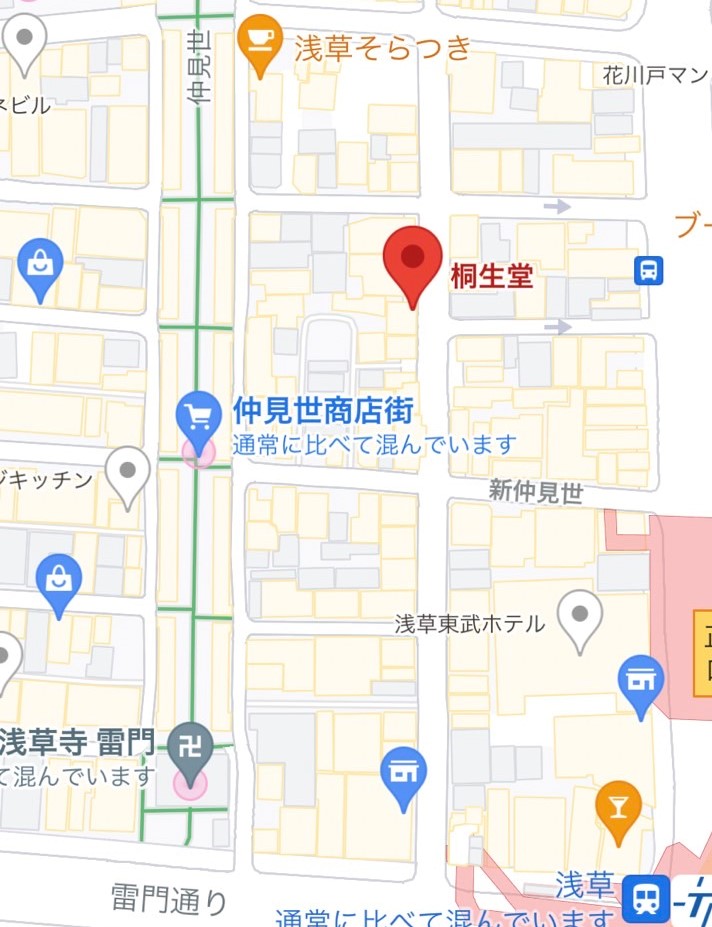 仲見世
浅草そらつき
花川戸マン
ネビル
ブー
桐生堂
仲見世商店街
通常に比べて混んでいます
ジキッチン
新仲見世
浅草東武ホテル
浅草寺 雷門
て混んでいます
雷門通り
浅草
通常に比べて混んでいます